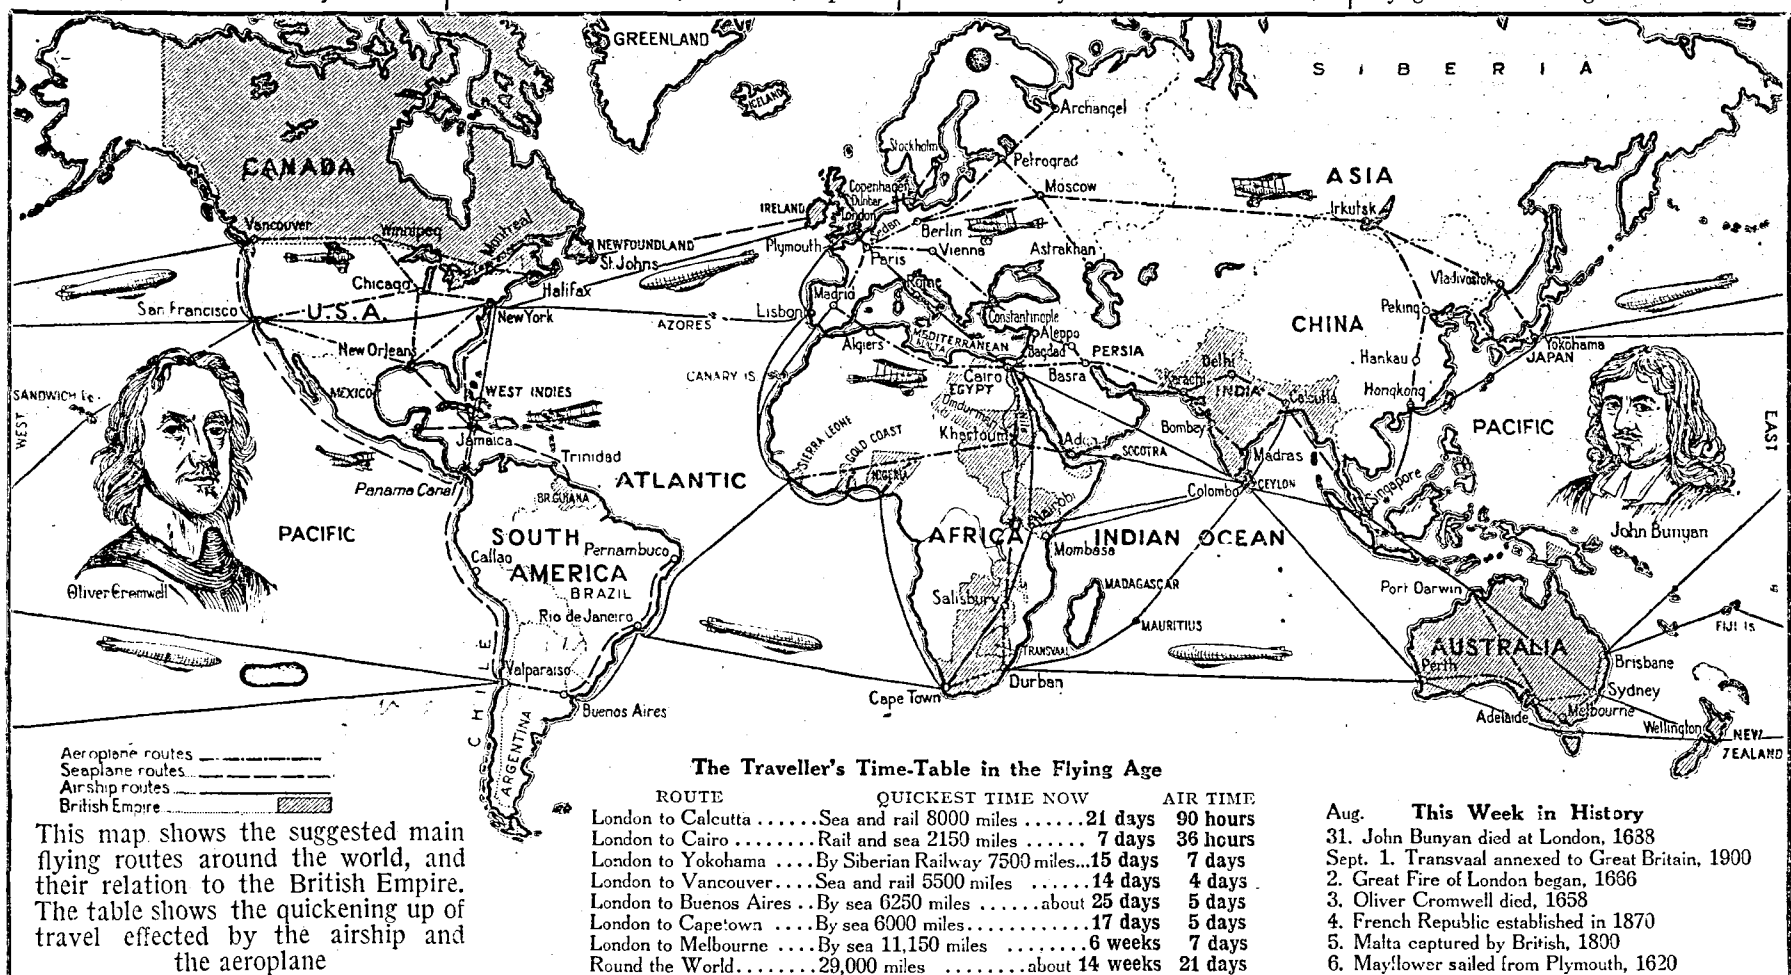 GREENLAND
ICELAND
SIBERIA
Archangel
Stockholm
Petrograd
CANADA
Copenhagen
Moscow
ASIA
IRELAND
London
Irkutsk
Vancouver
Winnipeg
Montreal
NEWFOUNDLAND
St. Johns
Plymouth
Sedan
Berlin
Paris
Vienna
Astrakhan
Chicago
Halifax
Vladivostok
San Francisco
U.S.A.
New York
Lisbon
Madrid
Rome
Constantinople
Peking
AZORES
Algiers
MEDITERRANEAN
MALTA
Aleppo
CHINA
Yokohama
JAPAN
New Orleans
Bagdad
PERSIA
Delhi
Hankau
CANARY IS.
Cairo
EGYPT
Basra
Karachi
INDIA
Calcutta
Hongkong
SANDWICH Is.
MEXICO
WEST INDIES
Omdurman
NILE
WEST
Jamaica
SIERRA LEONE
GOLD COAST
Khartoum
Aden
SOCOTRA
Bombay
PACIFIC
EAST
Trinidad
Madras
Panama Canal
BR. GUIANA
ATLANTIC
NIGERIA
Colombo
CEYLON
Singapore
PACIFIC
SOUTH
AMERICA
Pernambuco
AFRICA
Nairobi
Mombasa
INDIAN OCEAN
John Bunyan
Callao
BRAZIL
MADAGASCAR
Oliver Cromwell
Salisbury
Port Darwin
Rio de Janeiro
MAURITIUS
FIJI Is.
TRANSVAAL
AUSTRALIA
CHILE
Valparaiso
Perth
Brisbane
Cape Town
Durban
Sydney
Buenos Aires
Adelaide
Melbourne
Wellington
ARGENTINA
NEW
ZEALAND
Aeroplane routes
Seaplane routes
Airship routes
British Empire
This map shows the suggested main
flying routes around the world, and
their relation to the British Empire.
The table shows the quickening up of
travel effected by the airship and
the aeroplane
The Traveller's Time-Table in the Flying Age
ROUTE QUICKEST TIME NOW AIR TIME
London to Calcutta ......Sea and rail 8000 miles ......21 days 90 hours
London to Cairo ........Rail and sea 2150 miles ...... 7 days 36 hours
London to Yokohama ....By Siberian Railway 7500 miles...15 days 7 days
London to Vancouver....Sea and rail 5500 miles ......14 days 4 days
London to Buenos Aires ..By sea 6250 miles ......about 25 days 5 days
London to Capetown ....By sea 6000 miles............17 days 5 days
London to Melbourne ....By sea 11,150 miles ........6 weeks 7 days
Round the World........29,000 miles ........about 14 weeks 21 days
Aug. This Week in History
31. John Bunyan died at London, 1688
Sept. 1. Transvaal annexed to Great Britain, 1900
2. Great Fire of London began, 1666
3. Oliver Cromwell died, 1658
4. French Republic established in 1870
5. Malta captured by British, 1800
6. Mayflower sailed from Plymouth, 1620